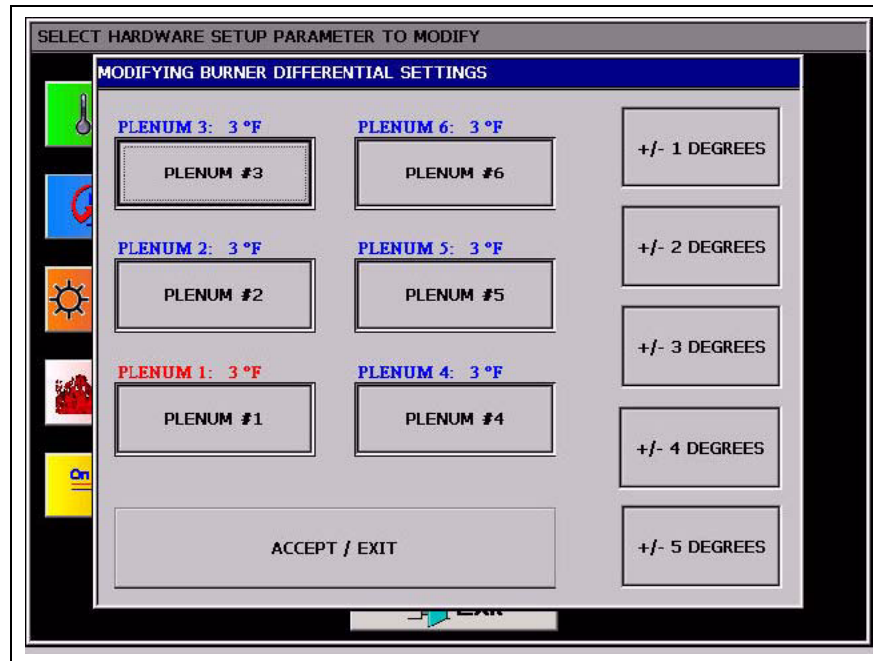 SELECT HARDWARE SETUP PARAMETER TO MODIFY
MODIFYING BURNER DIFFERENTIAL SETTINGS
PLENUM 3: 3 °F
PLENUM #3
PLENUM 6: 3 °F
PLENUM #6
PLENUM 2: 3 °F
PLENUM #2
PLENUM 5: 3 °F
PLENUM #5
PLENUM 1: 3 °F
PLENUM #1
PLENUM 4: 3 °F
PLENUM #4
+/- 1 DEGREES
+/- 2 DEGREES
+/- 3 DEGREES
+/- 4 DEGREES
+/- 5 DEGREES
On
ACCEPT / EXIT